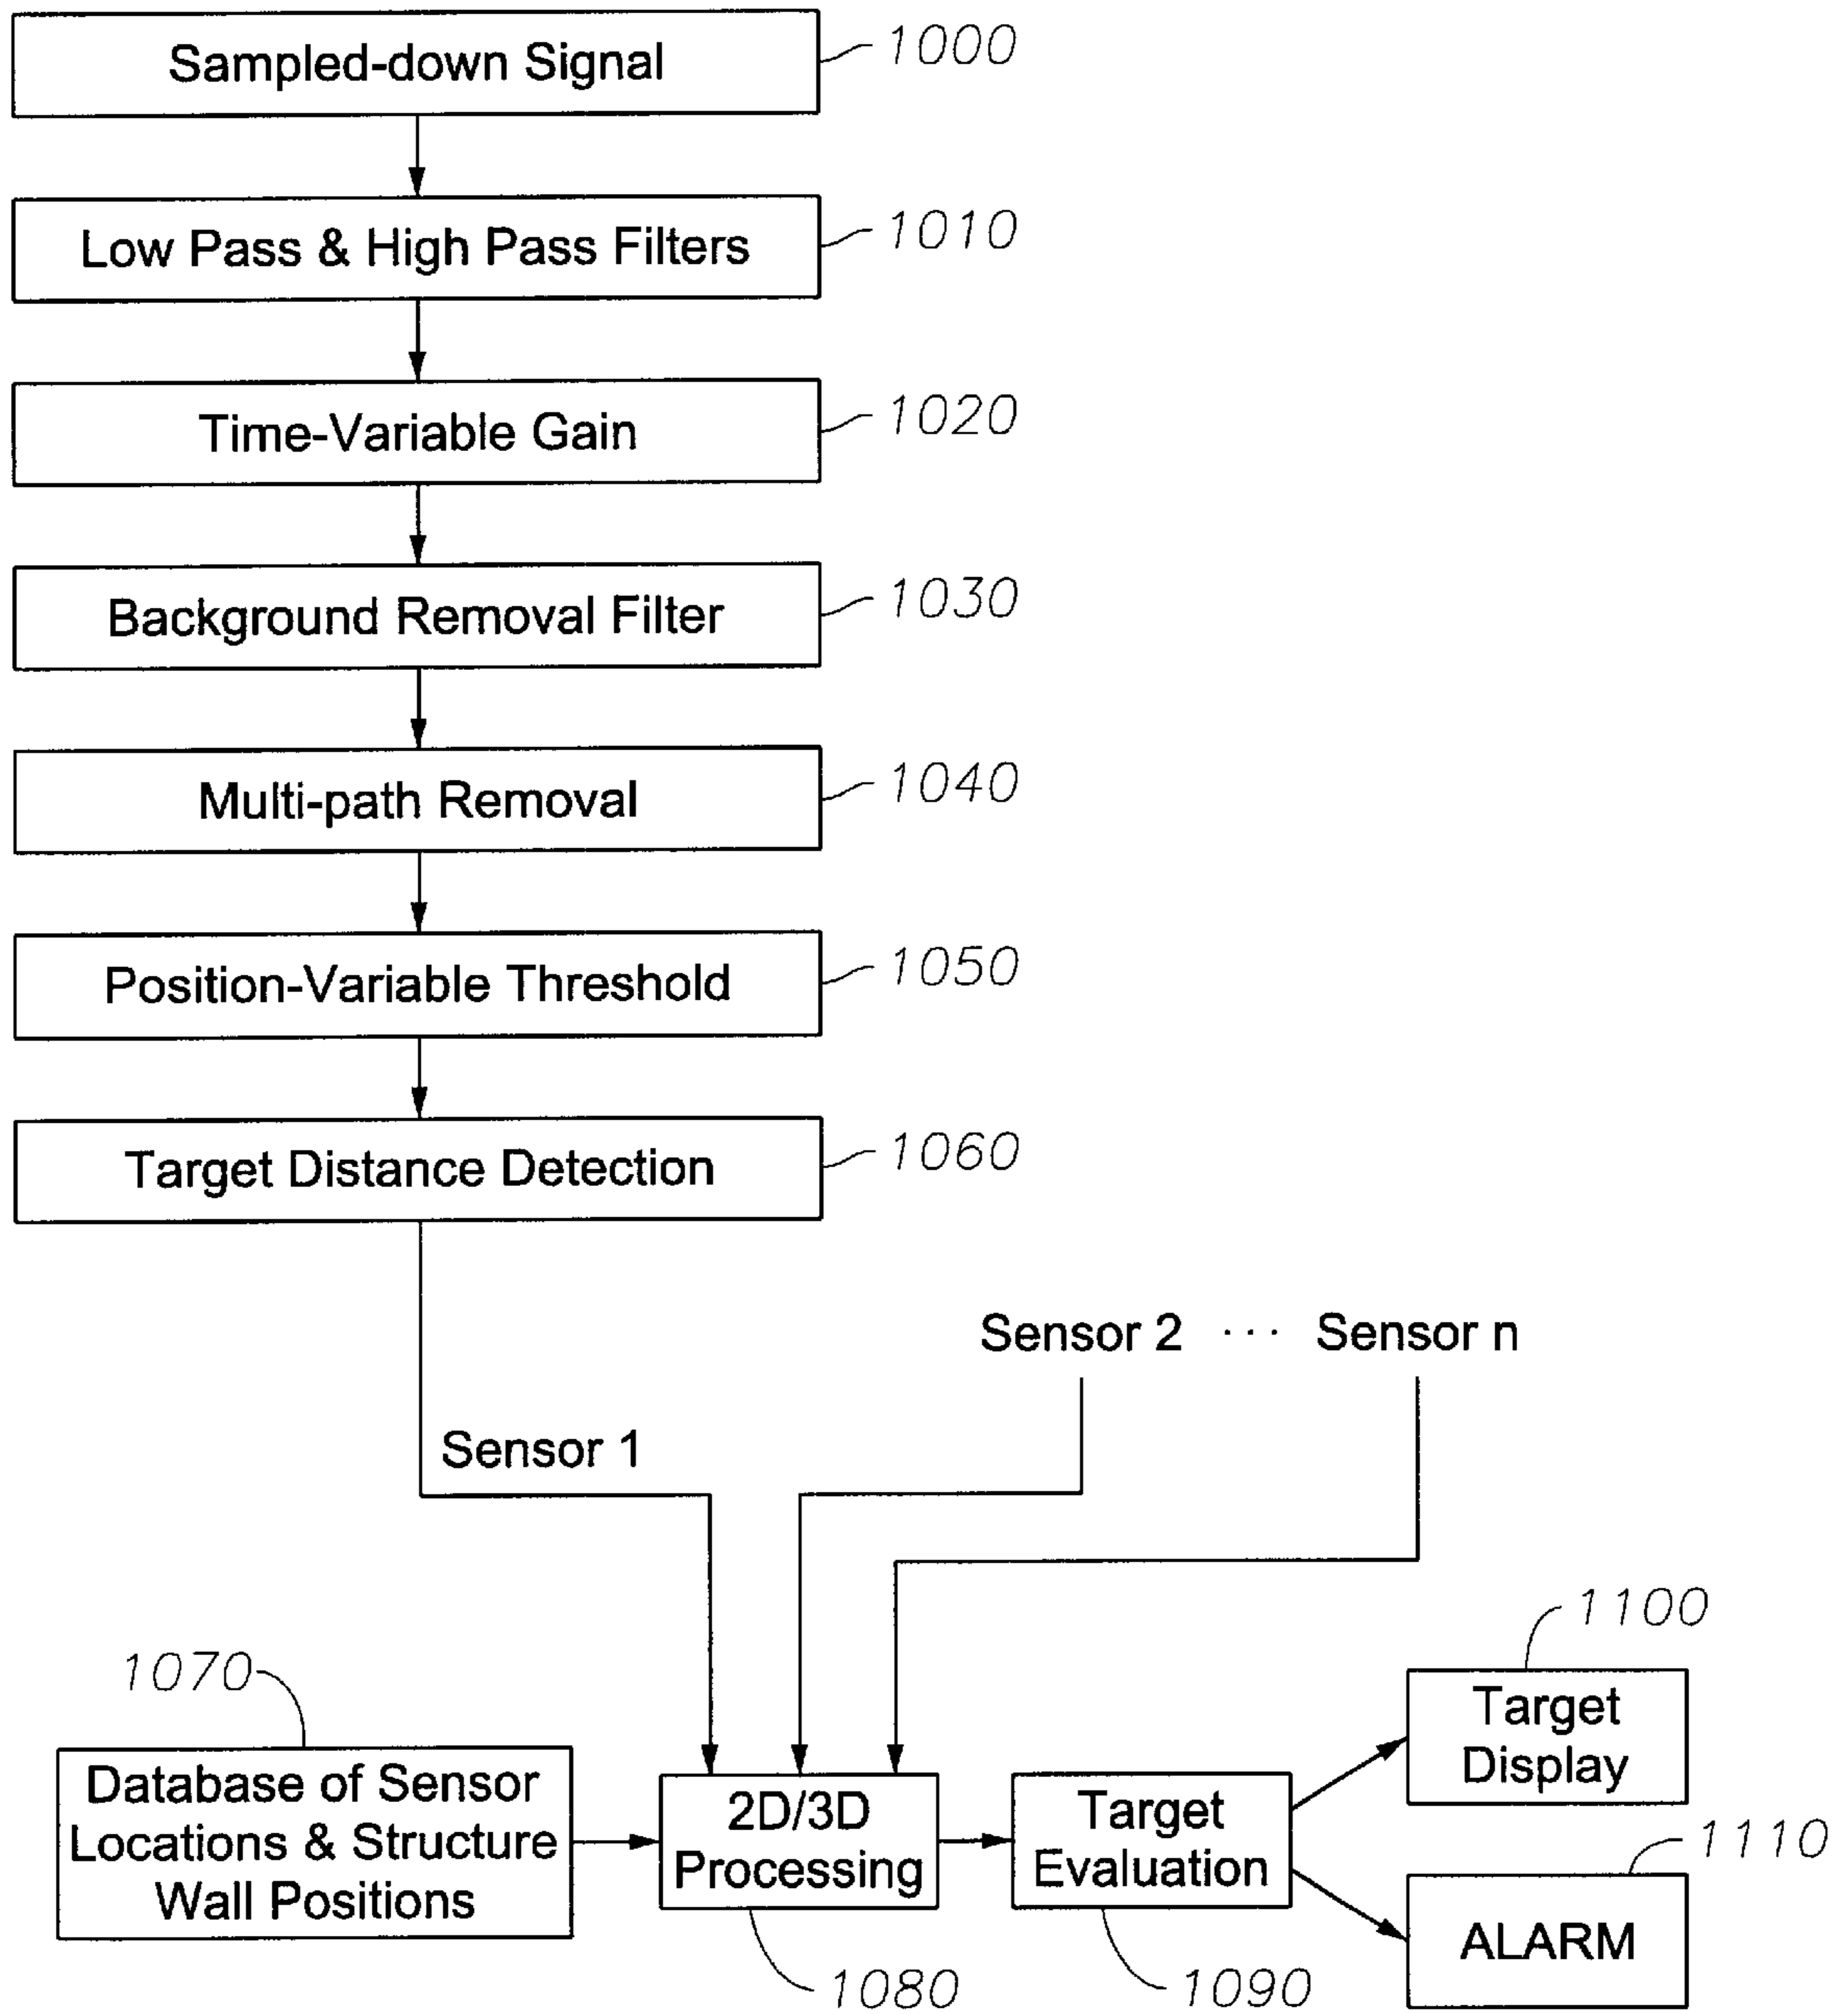 Sampled-down Signal
1000
Low Pass & High Pass Filters
1010
Time-Variable Gain
1020
Background Removal Filter
1030
Multi-path Removal
1040
Position-Variable Threshold
1050
Target Distance Detection
1060
Sensor 2 ... Sensor n
Sensor 1
1100
1070
Target
Display
Database of Sensor
Locations & Structure
Wall Positions
2D/3D
Processing
Target
Evaluation
1110
ALARM
1080
1090